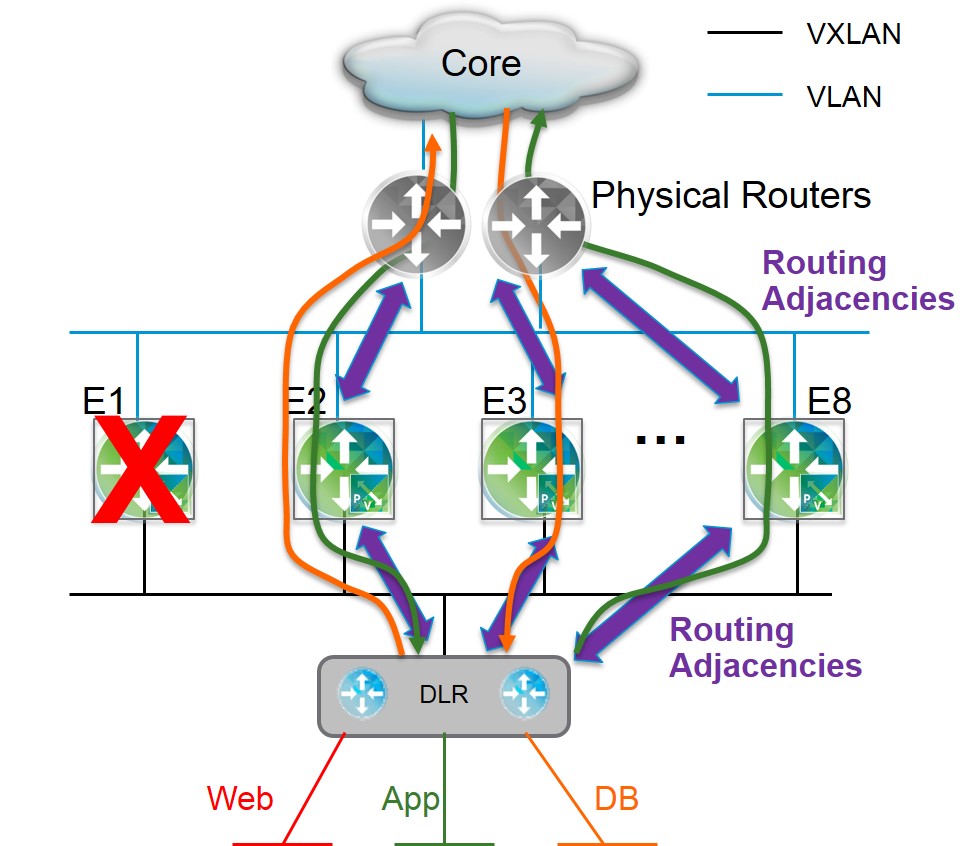 Core
VXLAN
VLAN
Physical Routers
Routing
Adjacencies
E1
E2
E3
...
E8
P
V
P
V
P
V
Routing
Adjacencies
DLR
Web
App
DB